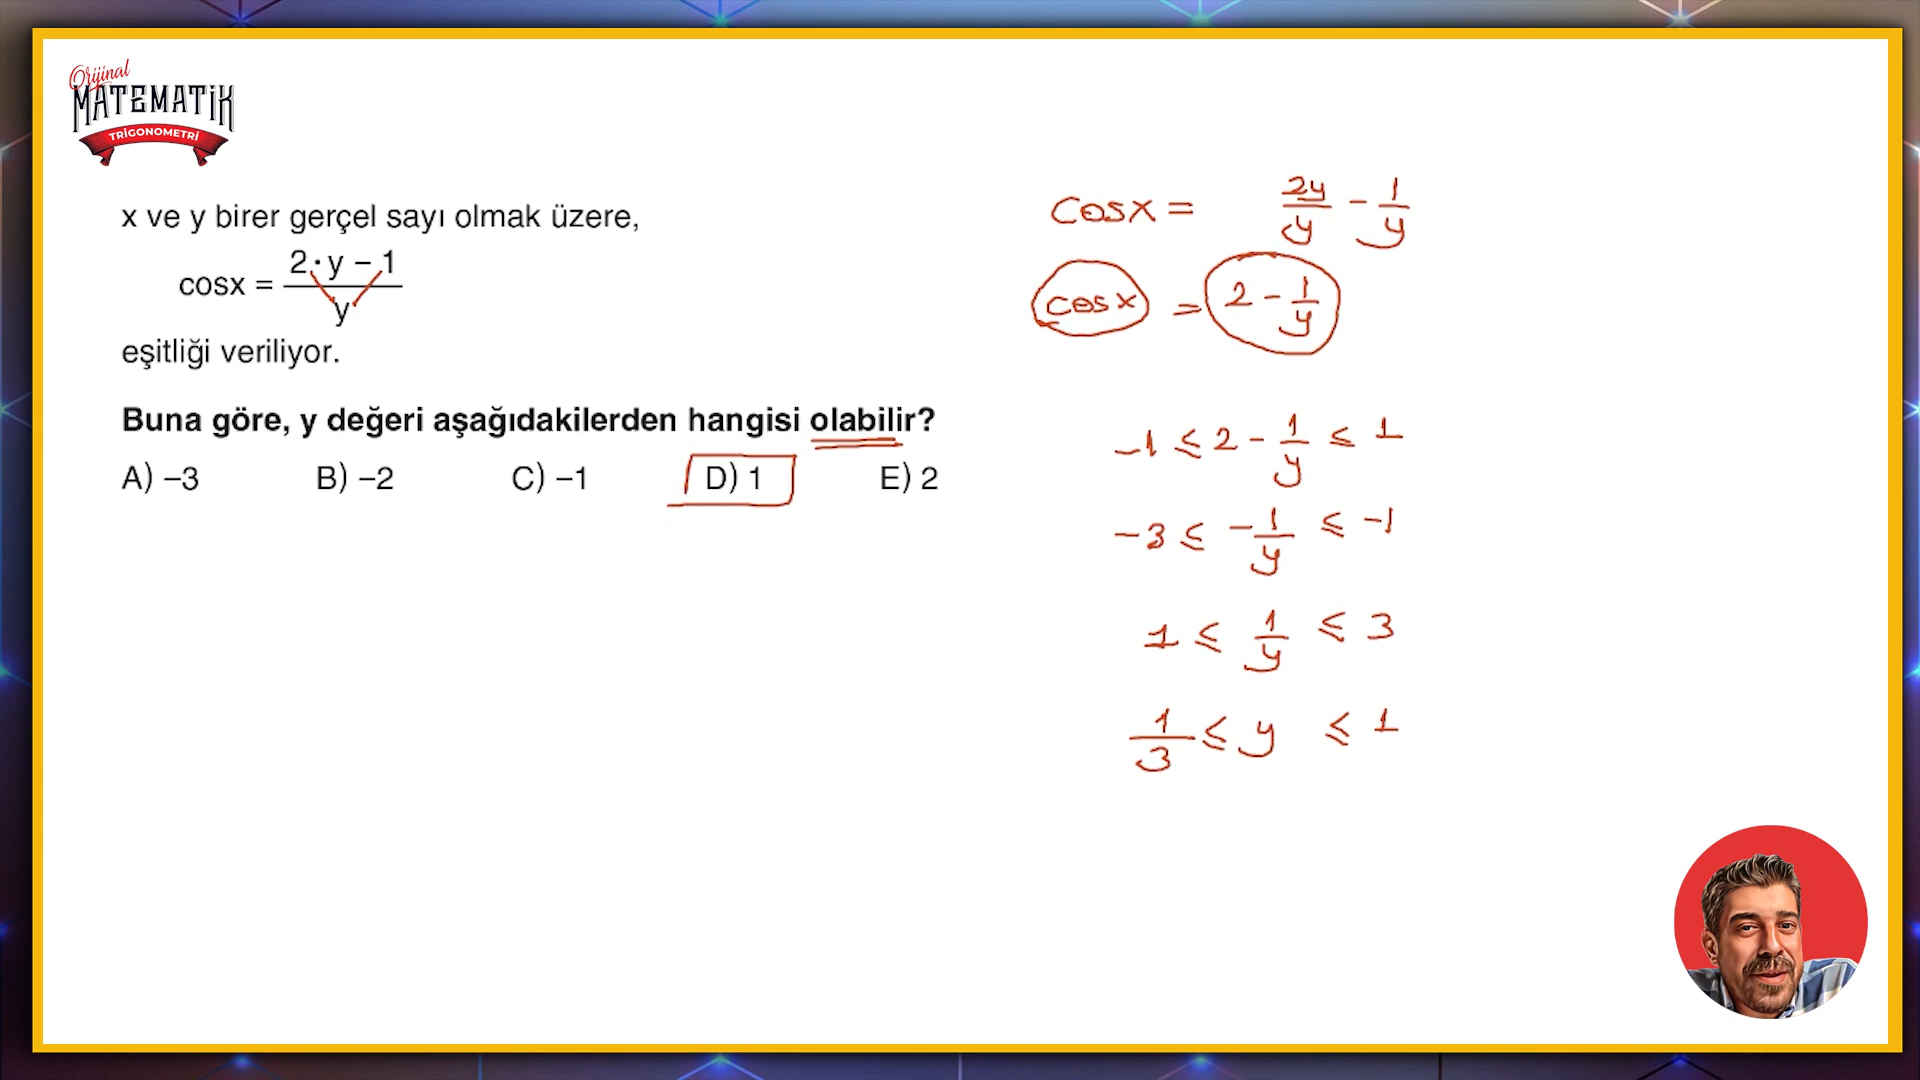 Orijinal
MATEMATİK
TRİGONOMETRİ
x ve y birer gerçel sayı olmak üzere,
cosx = (2·y – 1)/y
eşitliği veriliyor.
Buna göre, y değeri aşağıdakilerden hangisi olabilir?
A) –3 B) –2 C) –1 D) 1 E) 2
cosx = 2y/y - 1/y
cosx = 2 - 1/y
-1 ≤ 2 - 1/y ≤ 1
-3 ≤ -1/y ≤ -1
1 ≤ 1/y ≤ 3
1/3 ≤ y ≤ 1